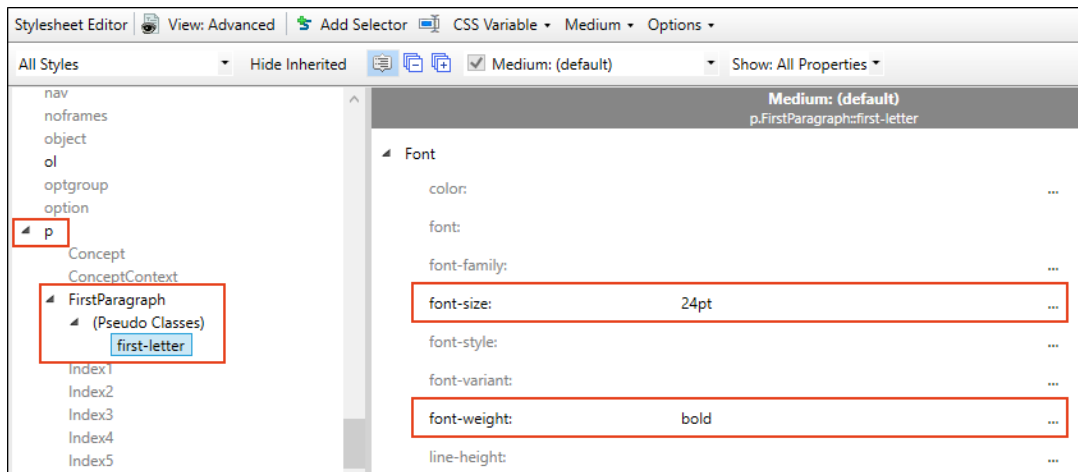 Stylesheet Editor View: Advanced Add Selector CSS Variable Medium Options
All Styles Hide Inherited Medium: (default) Show: All Properties
nav
noframes
object
ol
optgroup
option
p
Concept
ConceptContext
FirstParagraph
(Pseudo Classes)
first-letter
Index1
Index2
Index3
Index4
Index5
Medium: (default)
p.FirstParagraph::first-letter
Font
color: ...
font:
font-family: ...
font-size: 24pt ...
font-style: ...
font-variant: ...
font-weight: bold ...
line-height: ...